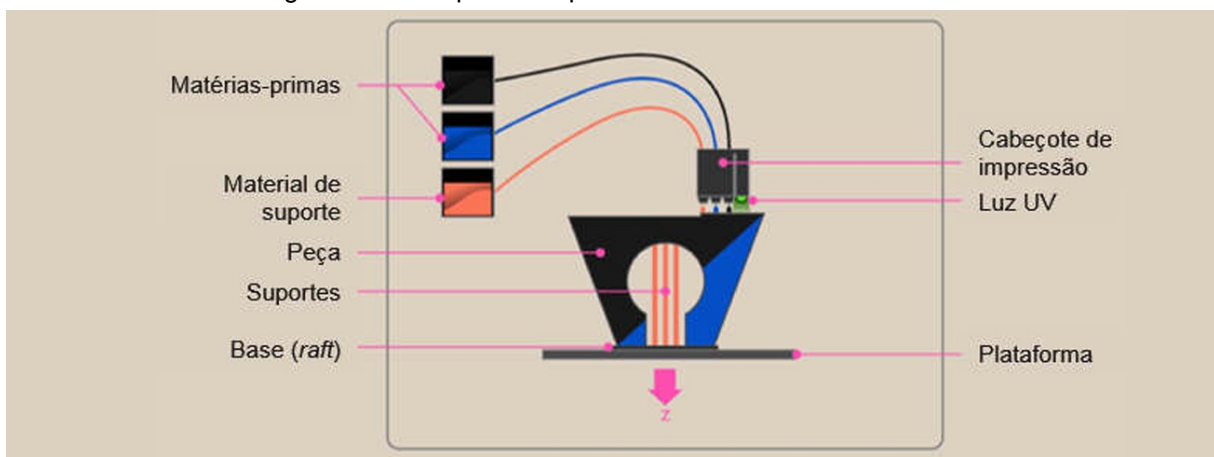 Matérias-primas
Material de
suporte
Peça
Suportes
Base (raft)
Cabeçote de
impressão
Luz UV
Plataforma
z